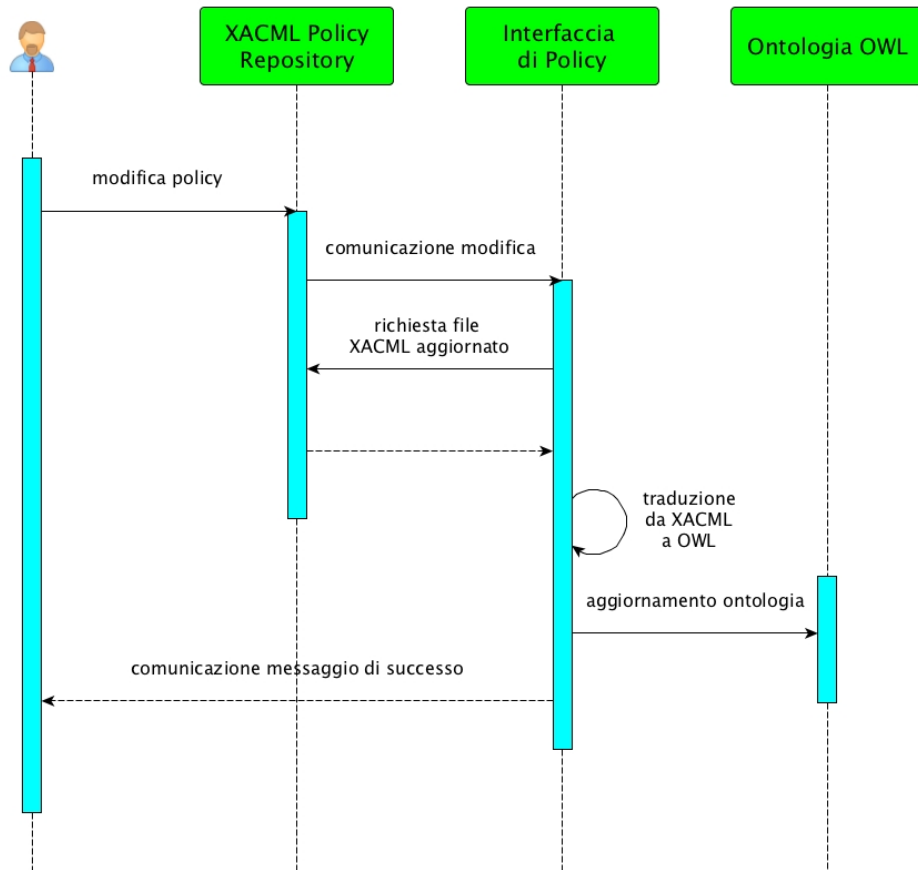 XACML Policy
Repository
Interfaccia
di Policy
Ontologia OWL
modifica policy
comunicazione modifica
richiesta file
XACML aggiornato
traduzione
da XACML
a OWL
aggiornamento ontologia
comunicazione messaggio di successo